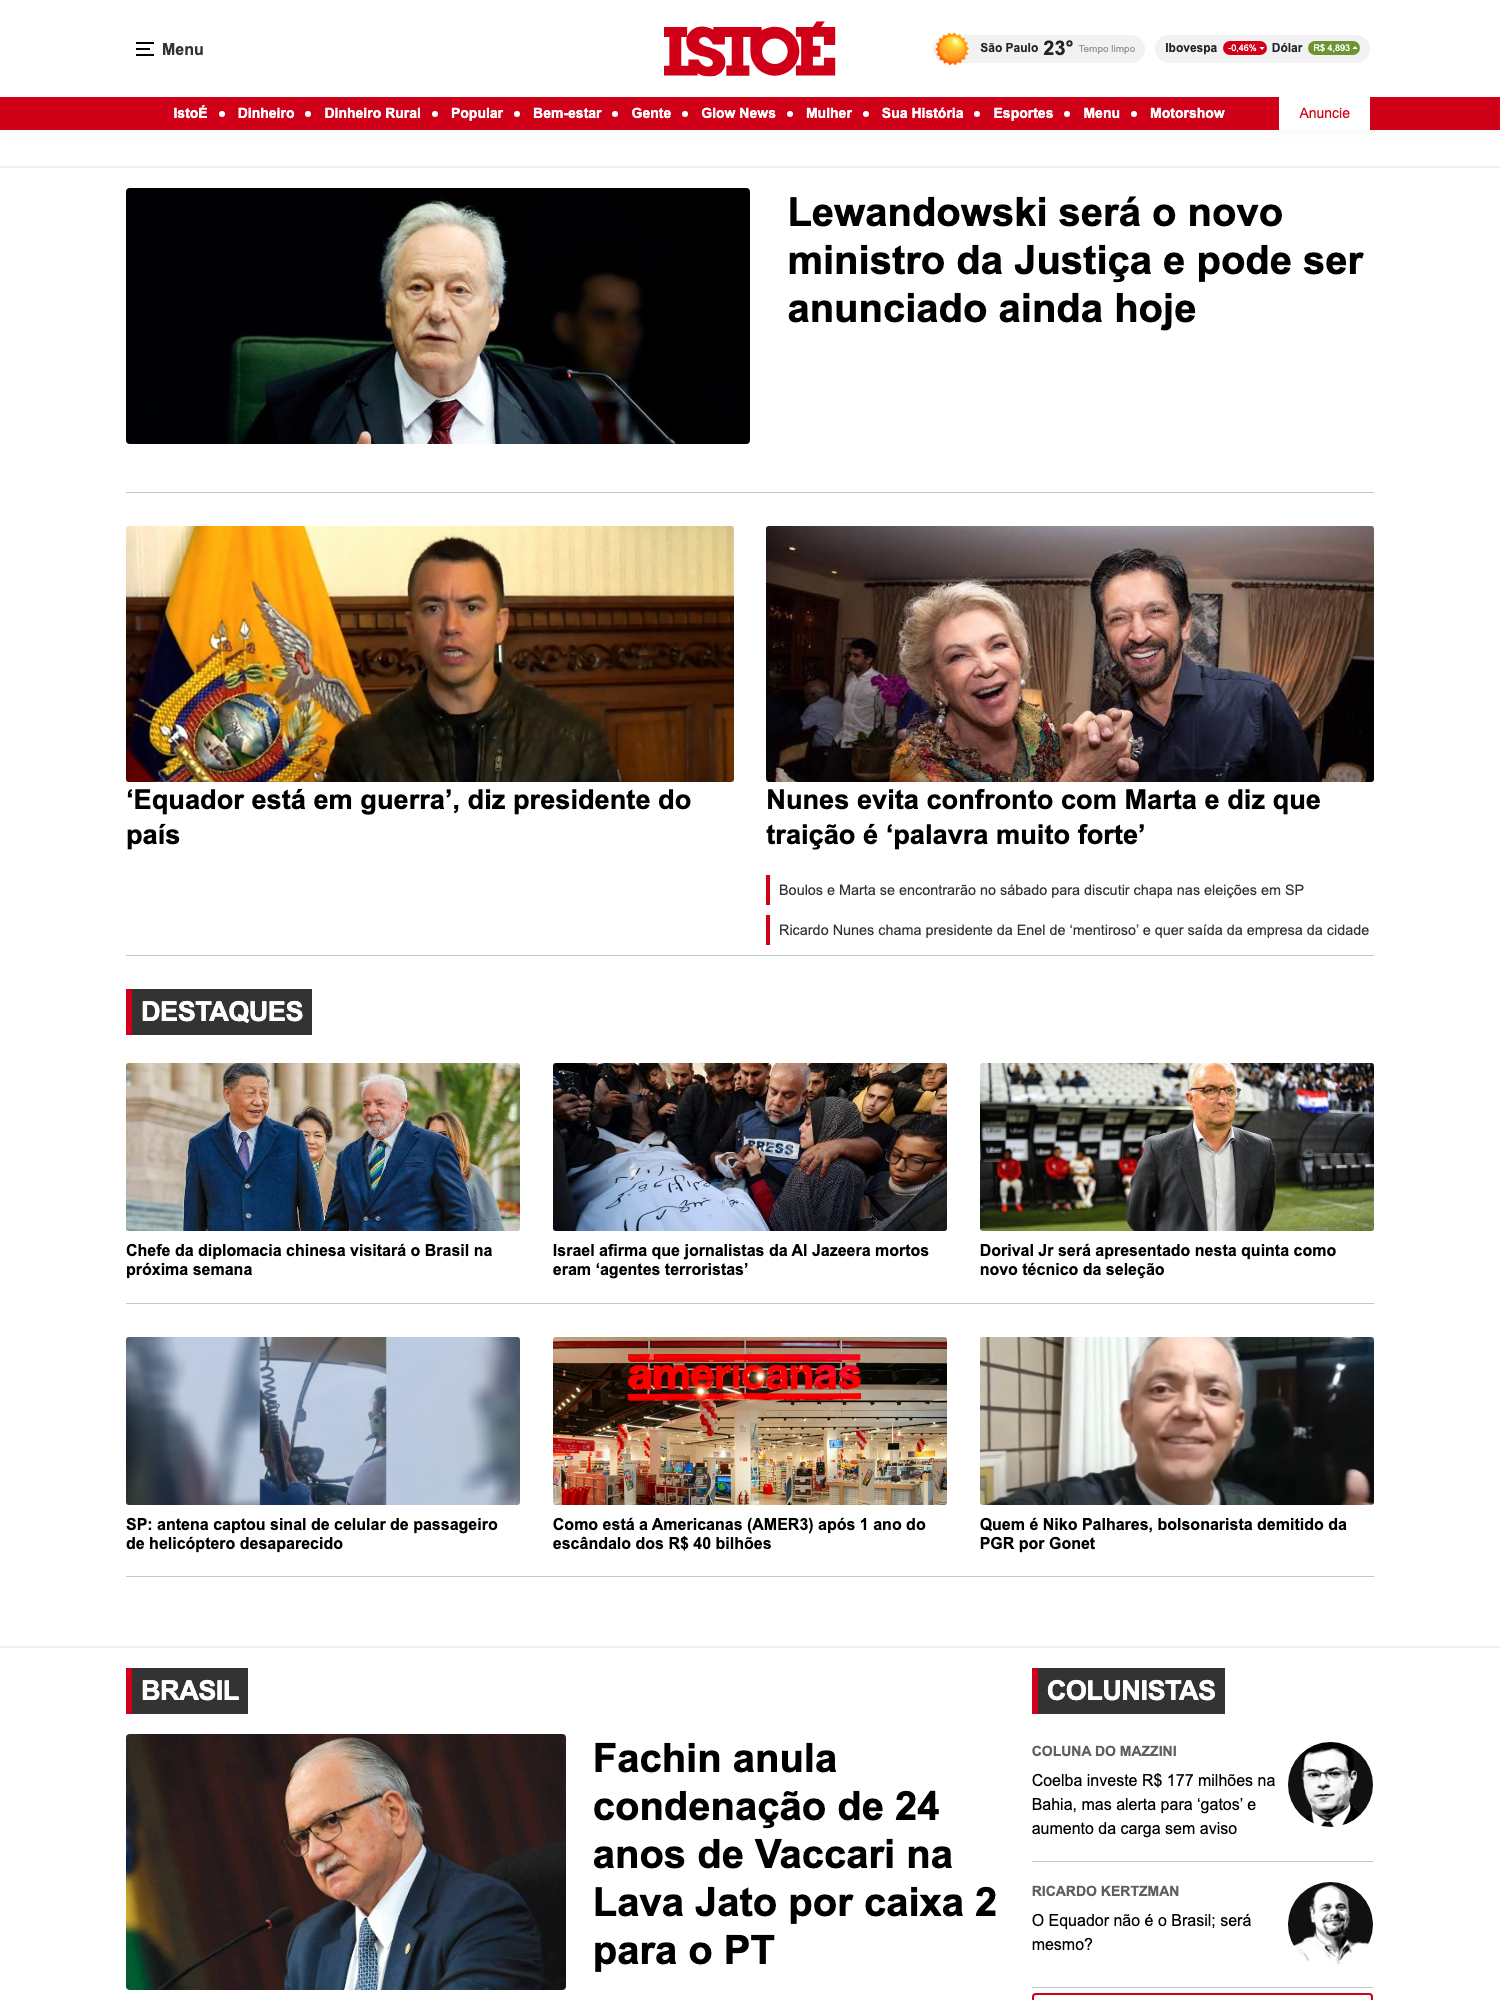 Menu
ISTOÉ
São Paulo 23° Tempo limpo
Ibovespa -0,46% Dólar R$ 4,893
IstoÉ • Dinheiro • Dinheiro Rural • Popular • Bem-estar • Gente • Glow News • Mulher • Sua História • Esportes • Menu • Motorshow
Anuncie
Lewandowski será o novo
ministro da Justiça e pode ser
anunciado ainda hoje
‘Equador está em guerra’, diz presidente do
país
Nunes evita confronto com Marta e diz que
traição é ‘palavra muito forte’
Boulos e Marta se encontrarão no sábado para discutir chapa nas eleições em SP
Ricardo Nunes chama presidente da Enel de ‘mentiroso’ e quer saída da empresa da cidade
DESTAQUES
PRESS
Chefe da diplomacia chinesa visitará o Brasil na
próxima semana
Israel afirma que jornalistas da Al Jazeera mortos
eram ‘agentes terroristas’
Dorival Jr será apresentado nesta quinta como
novo técnico da seleção
americanas
SP: antena captou sinal de celular de passageiro
de helicóptero desaparecido
Como está a Americanas (AMER3) após 1 ano do
escândalo dos R$ 40 bilhões
Quem é Niko Palhares, bolsonarista demitido da
PGR por Gonet
BRASIL
Fachin anula
condenação de 24
anos de Vaccari na
Lava Jato por caixa 2
para o PT
COLUNISTAS
COLUNA DO MAZZINI
Coelba investe R$ 177 milhões na
Bahia, mas alerta para ‘gatos’ e
aumento da carga sem aviso
RICARDO KERTZMAN
O Equador não é o Brasil; será
mesmo?